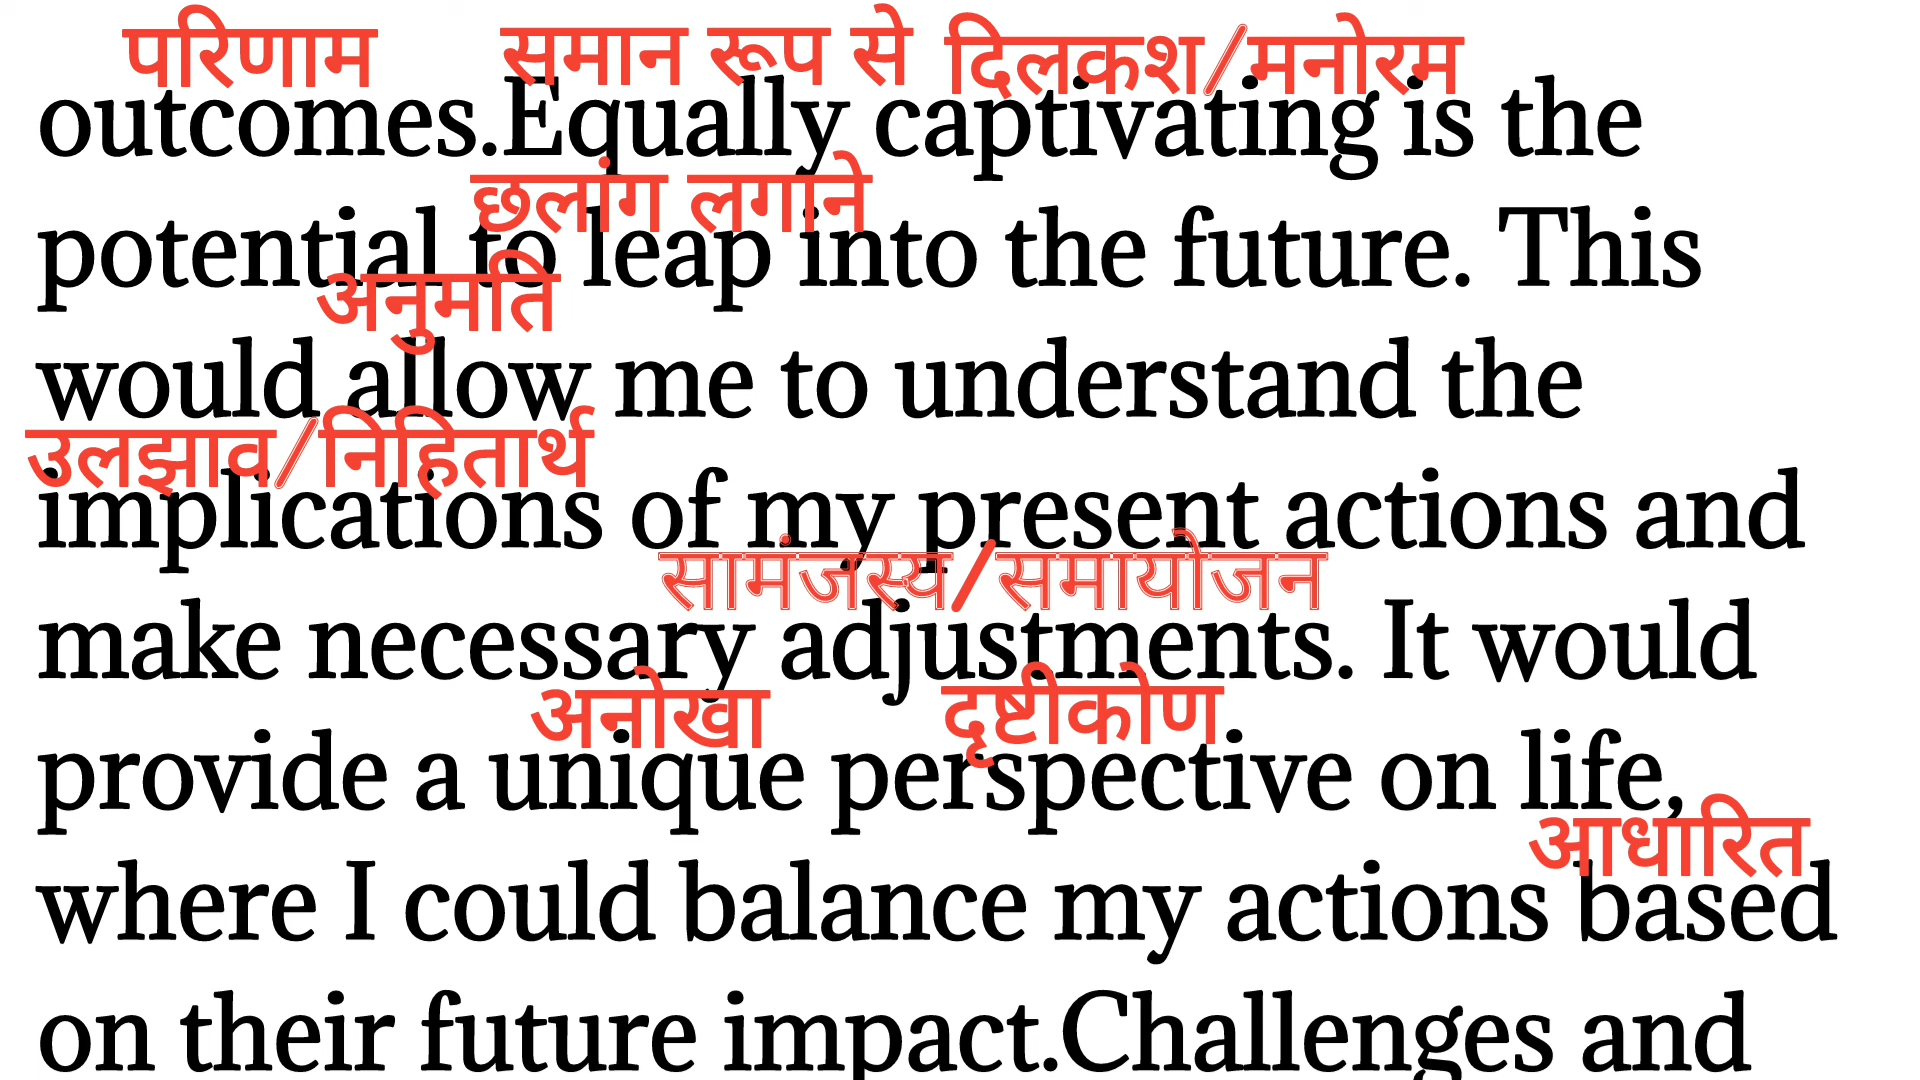 परिणाम समान रूप से दिलकश/मनोरम
outcomes.Equally captivating is the
छलांग लगाने
potential to leap into the future. This
अनुमति
would allow me to understand the
उलझाव/निहितार्थ
implications of my present actions and
सामंजस्य/समायोजन
make necessary adjustments. It would
अनोखा दृष्टीकोण
provide a unique perspective on life,
आधारित
where I could balance my actions based
on their future impact.Challenges and